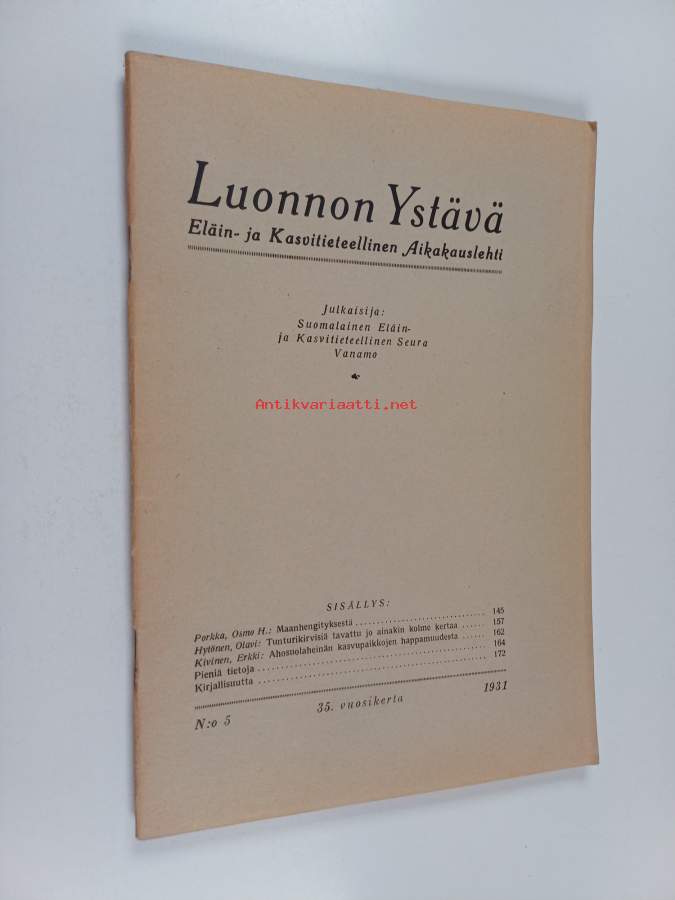 Luonnon Ystävä
Eläin- ja Kasvitieteellinen Aikakauslehti
Julkaisija:
Suomalainen Eläin-
ja Kasvitieteellinen Seura
Vanamo
Antikvariaatti.net
SISÄLLYS:
Porkka, Osmo H.: Maanhengityksestä 145
Hytönen, Olavi: Tunturikirvisiä tavattu jo ainakin kolme kertaa 157
Kivinen, Erkki: Ahosuolaheinän kasvupaikkojen happamuudesta 162
Pieniä tietoja 164
Kirjallisuutta 172
N:o 5 35. vuosikerta 1931